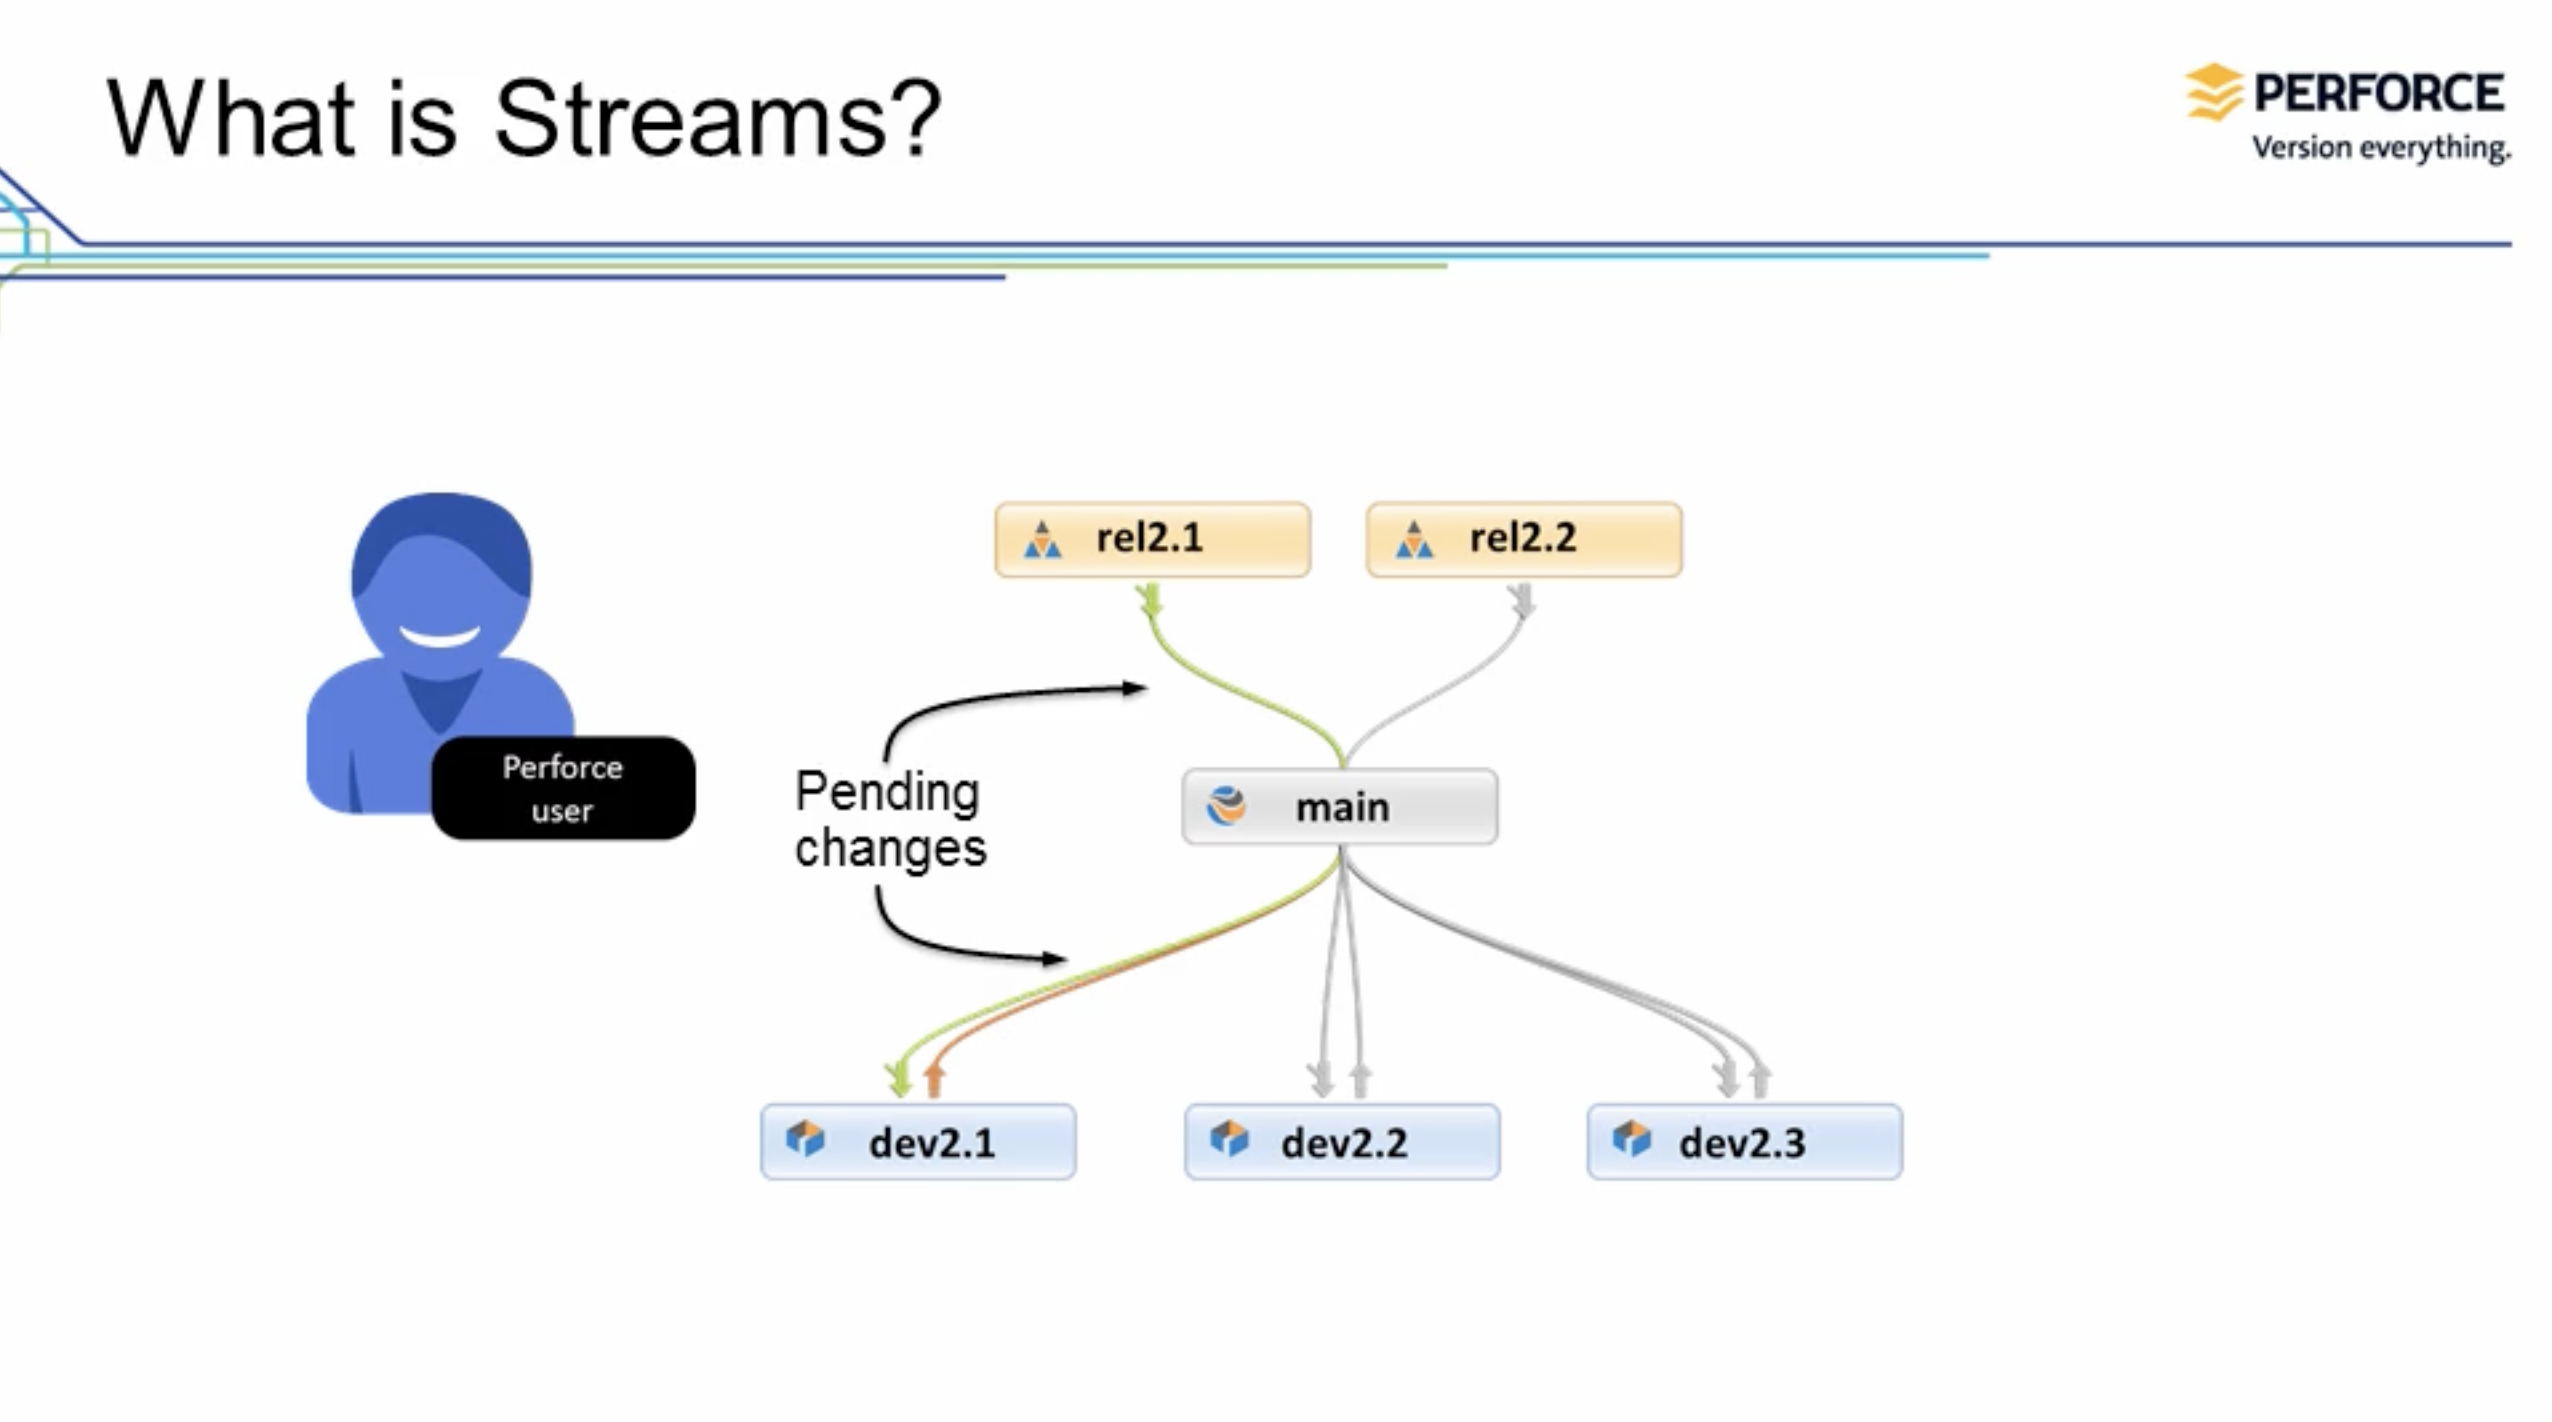 What is Streams?
PERFORCE
Version everything.
rel2.1
rel2.2
Perforce
user
Pending
changes
main
dev2.1
dev2.2
dev2.3